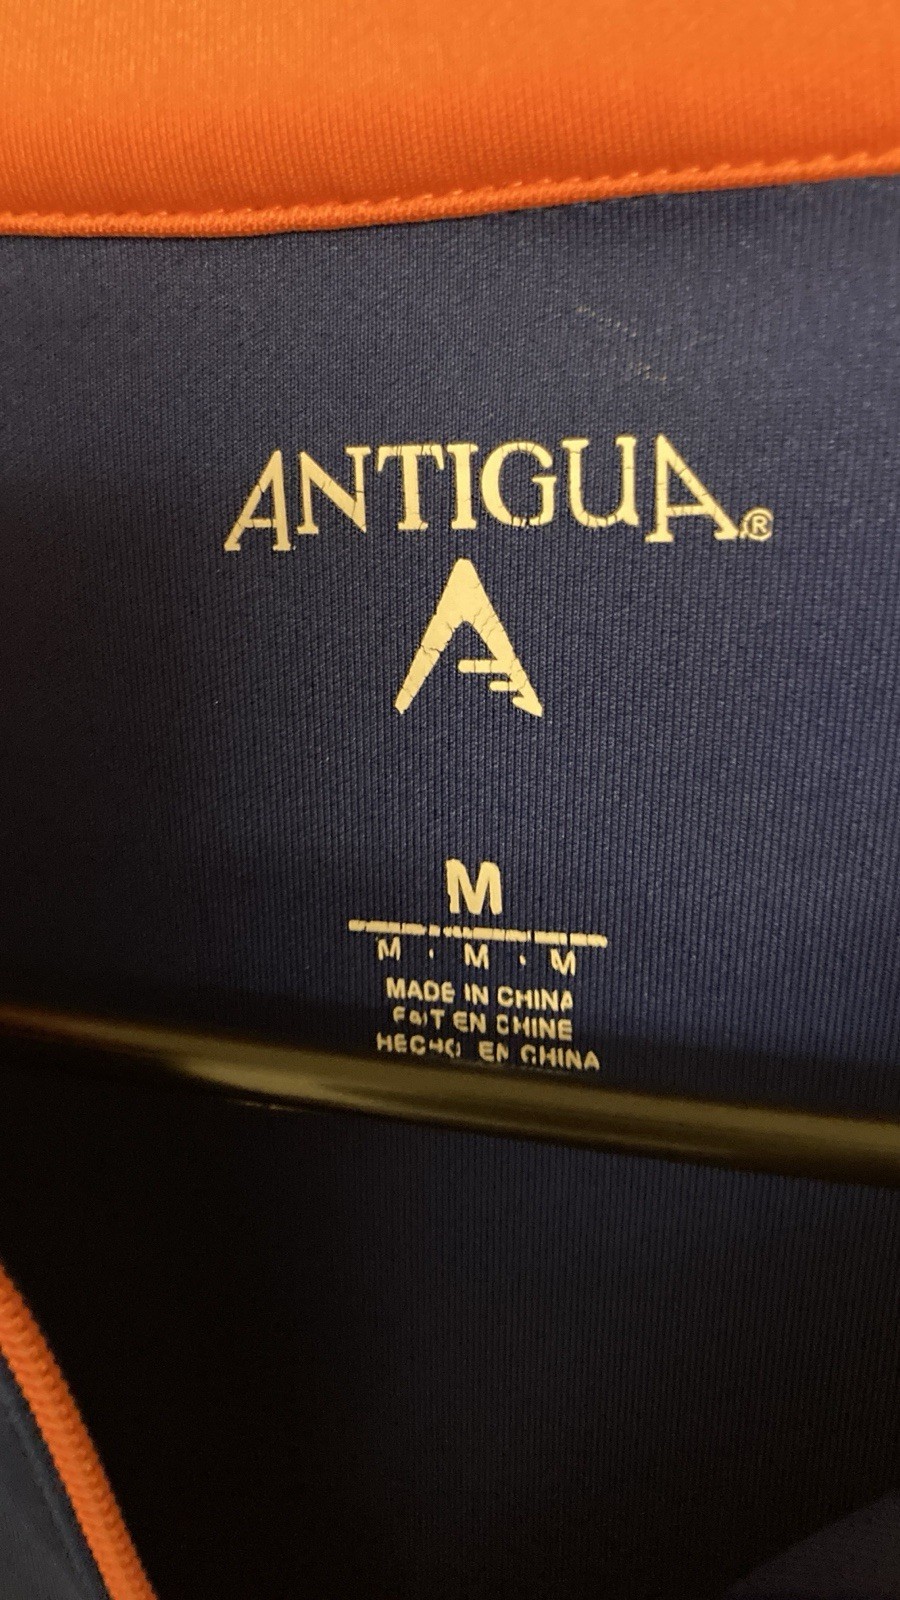 ANTIGUA®
M
M · M · M
MADE IN CHINA
FAIT EN CHINE
HECHO EN CHINA